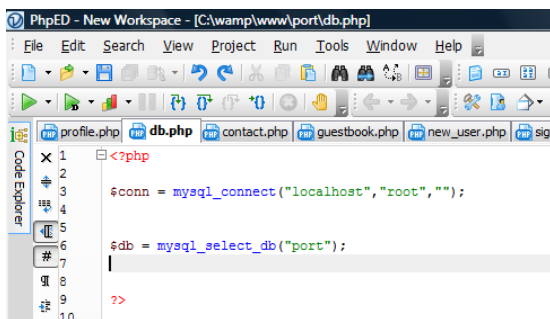 PhpED - New Workspace - [C:\wamp\www\port\db.php]
File Edit Search View Project Run Tools Window Help
profile.php db.php contact.php guestbook.php new_user.php sig
Code Explorer
1 <?php
2
3 $conn = mysql_connect("localhost","root","");
4
5
6 $db = mysql_select_db("port");
7
8
9 ?>
10